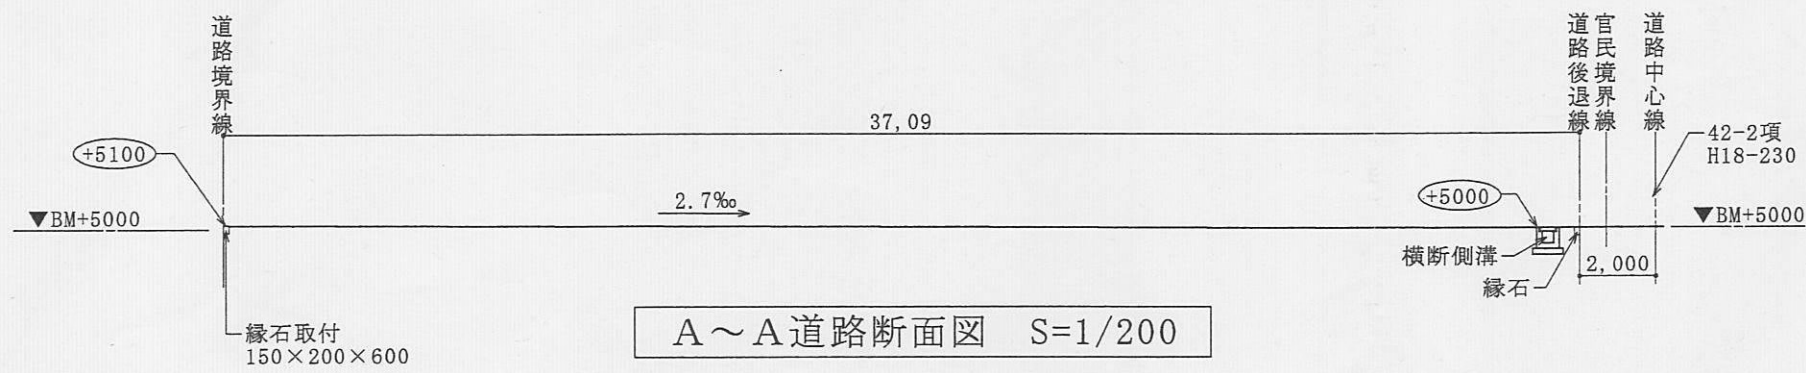 道路境界線
道路後退線
官民境界線
道路中心線
37,09
+5100
42-2項
H18-230
2.7‰
+5000
▼BM+5000
▼BM+5000
横断側溝
2,000
縁石
縁石取付
150×200×600
A～A道路断面図 S=1/200